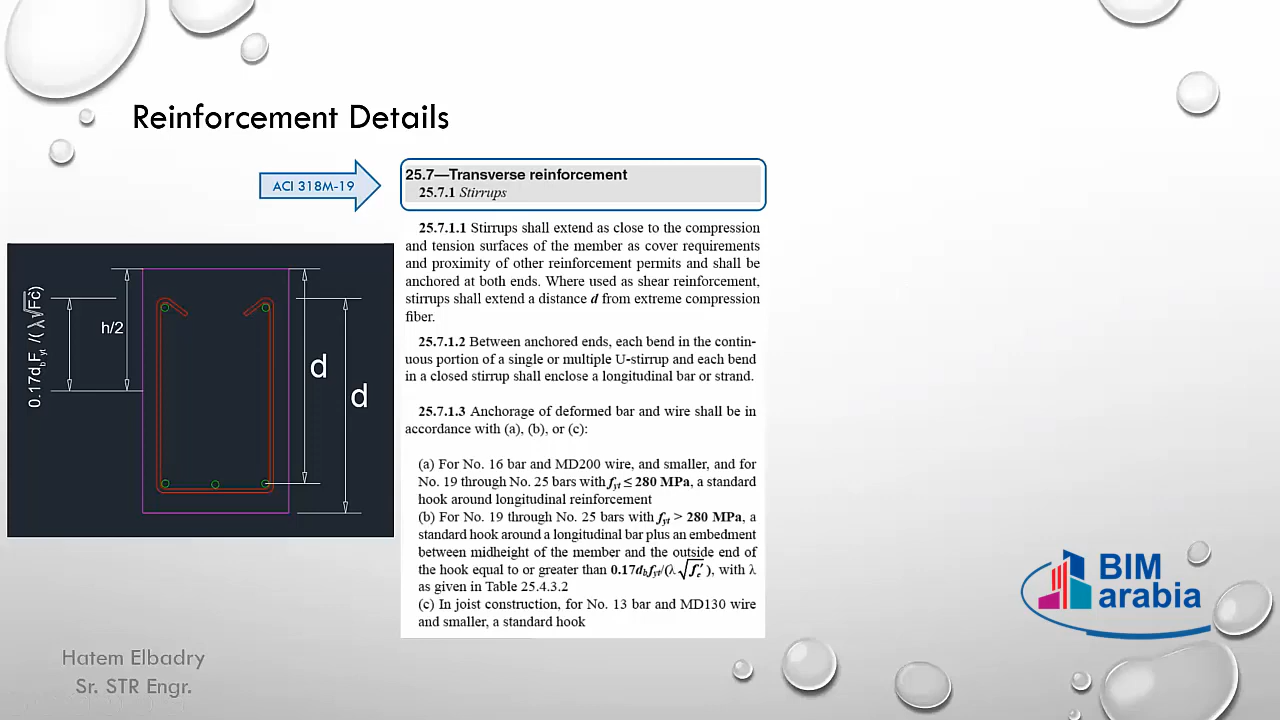 Reinforcement Details
ACI 318M-19
25.7—Transverse reinforcement
25.7.1 Stirrups
25.7.1.1 Stirrups shall extend as close to the compression
and tension surfaces of the member as cover requirements
and proximity of other reinforcement permits and shall be
anchored at both ends. Where used as shear reinforcement,
stirrups shall extend a distance d from extreme compression
fiber.
25.7.1.2 Between anchored ends, each bend in the contin-
uous portion of a single or multiple U-stirrup and each bend
in a closed stirrup shall enclose a longitudinal bar or strand.
25.7.1.3 Anchorage of deformed bar and wire shall be in
accordance with (a), (b), or (c):
(a) For No. 16 bar and MD200 wire, and smaller, and for
No. 19 through No. 25 bars with fyt ≤ 280 MPa, a standard
hook around longitudinal reinforcement
(b) For No. 19 through No. 25 bars with fyt > 280 MPa, a
standard hook around a longitudinal bar plus an embedment
between midheight of the member and the outside end of
the hook equal to or greater than 0.17dbfyt/(λ√fc′), with λ
as given in Table 25.4.3.2
(c) In joist construction, for No. 13 bar and MD130 wire
and smaller, a standard hook
0.17dbFyt /(λ√Fc̀)
h/2
d
d
BIM
arabia
Hatem Elbadry
Sr. STR Engr.